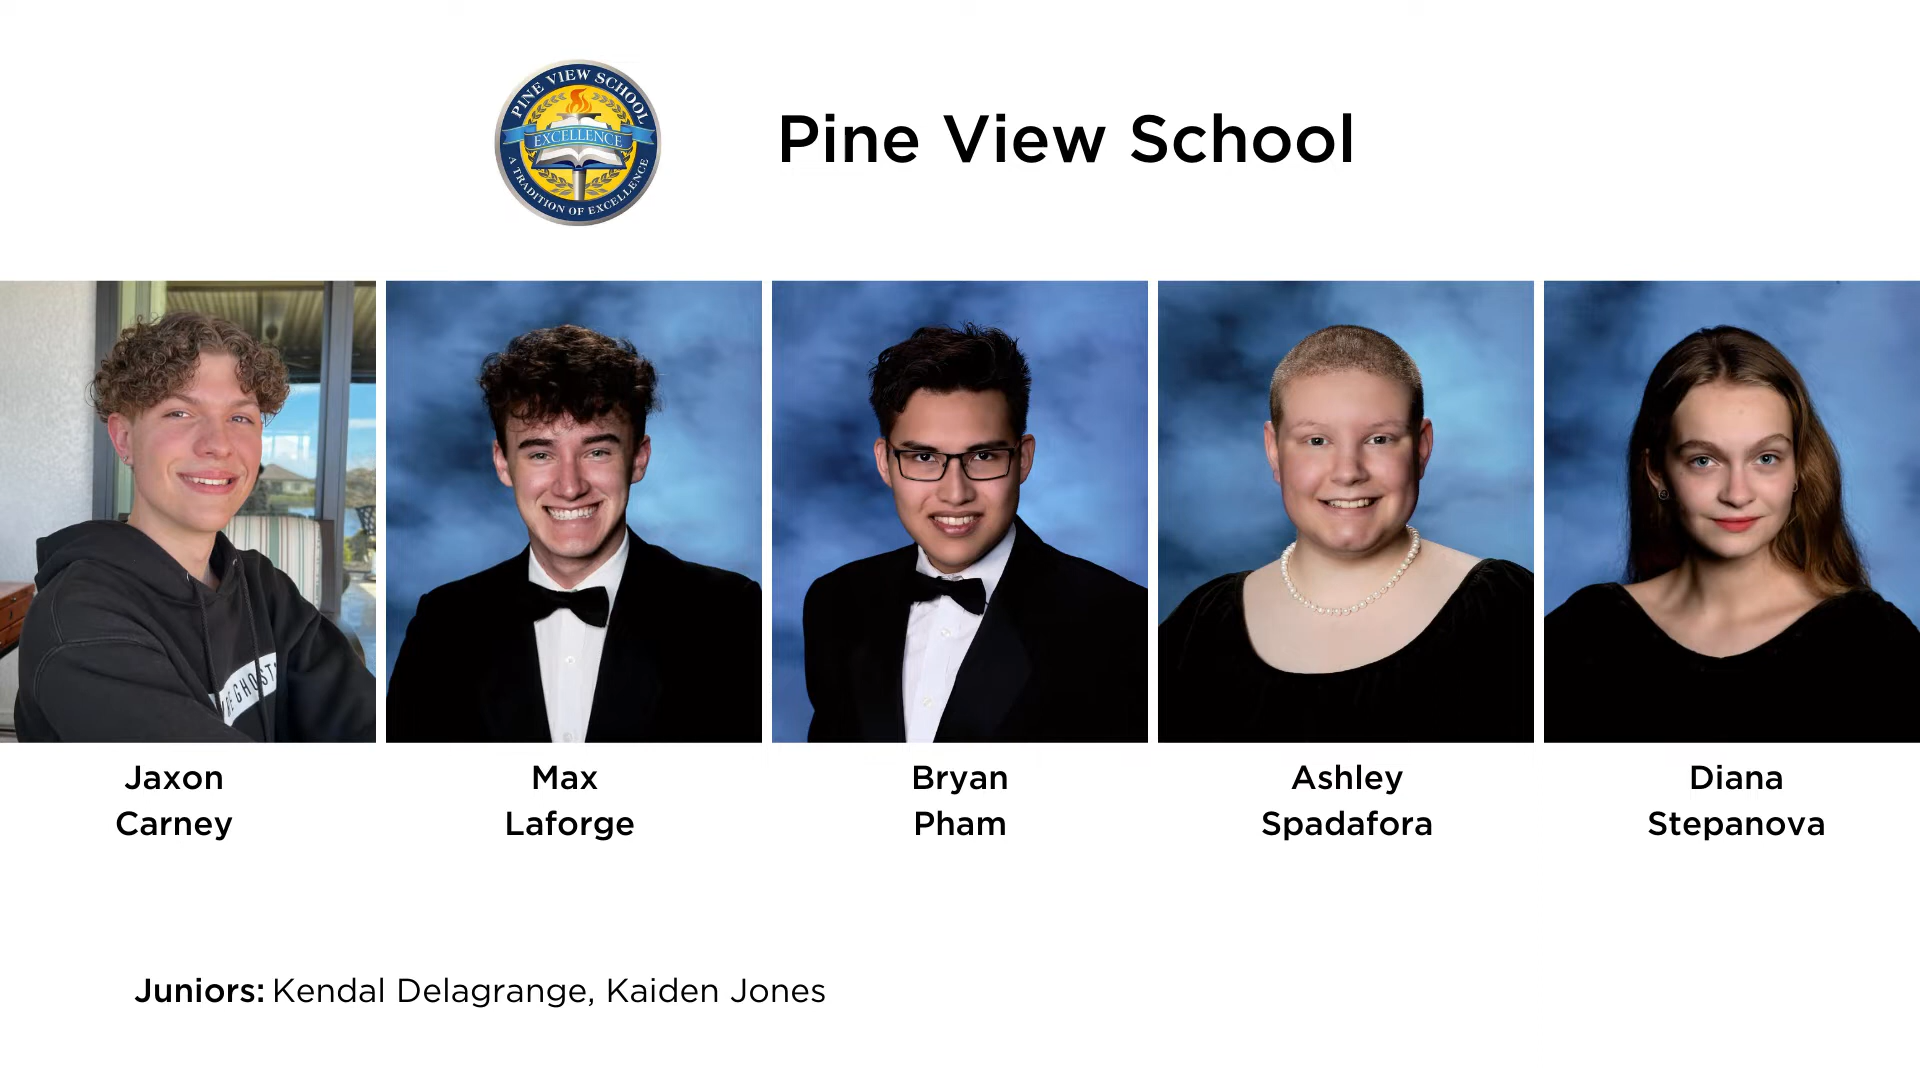 PINE VIEW SCHOOL
EXCELLENCE
A TRADITION OF EXCELLENCE
Pine View School
Jaxon
Carney
Max
Laforge
Bryan
Pham
Ashley
Spadafora
Diana
Stepanova
Juniors: Kendal Delagrange, Kaiden Jones